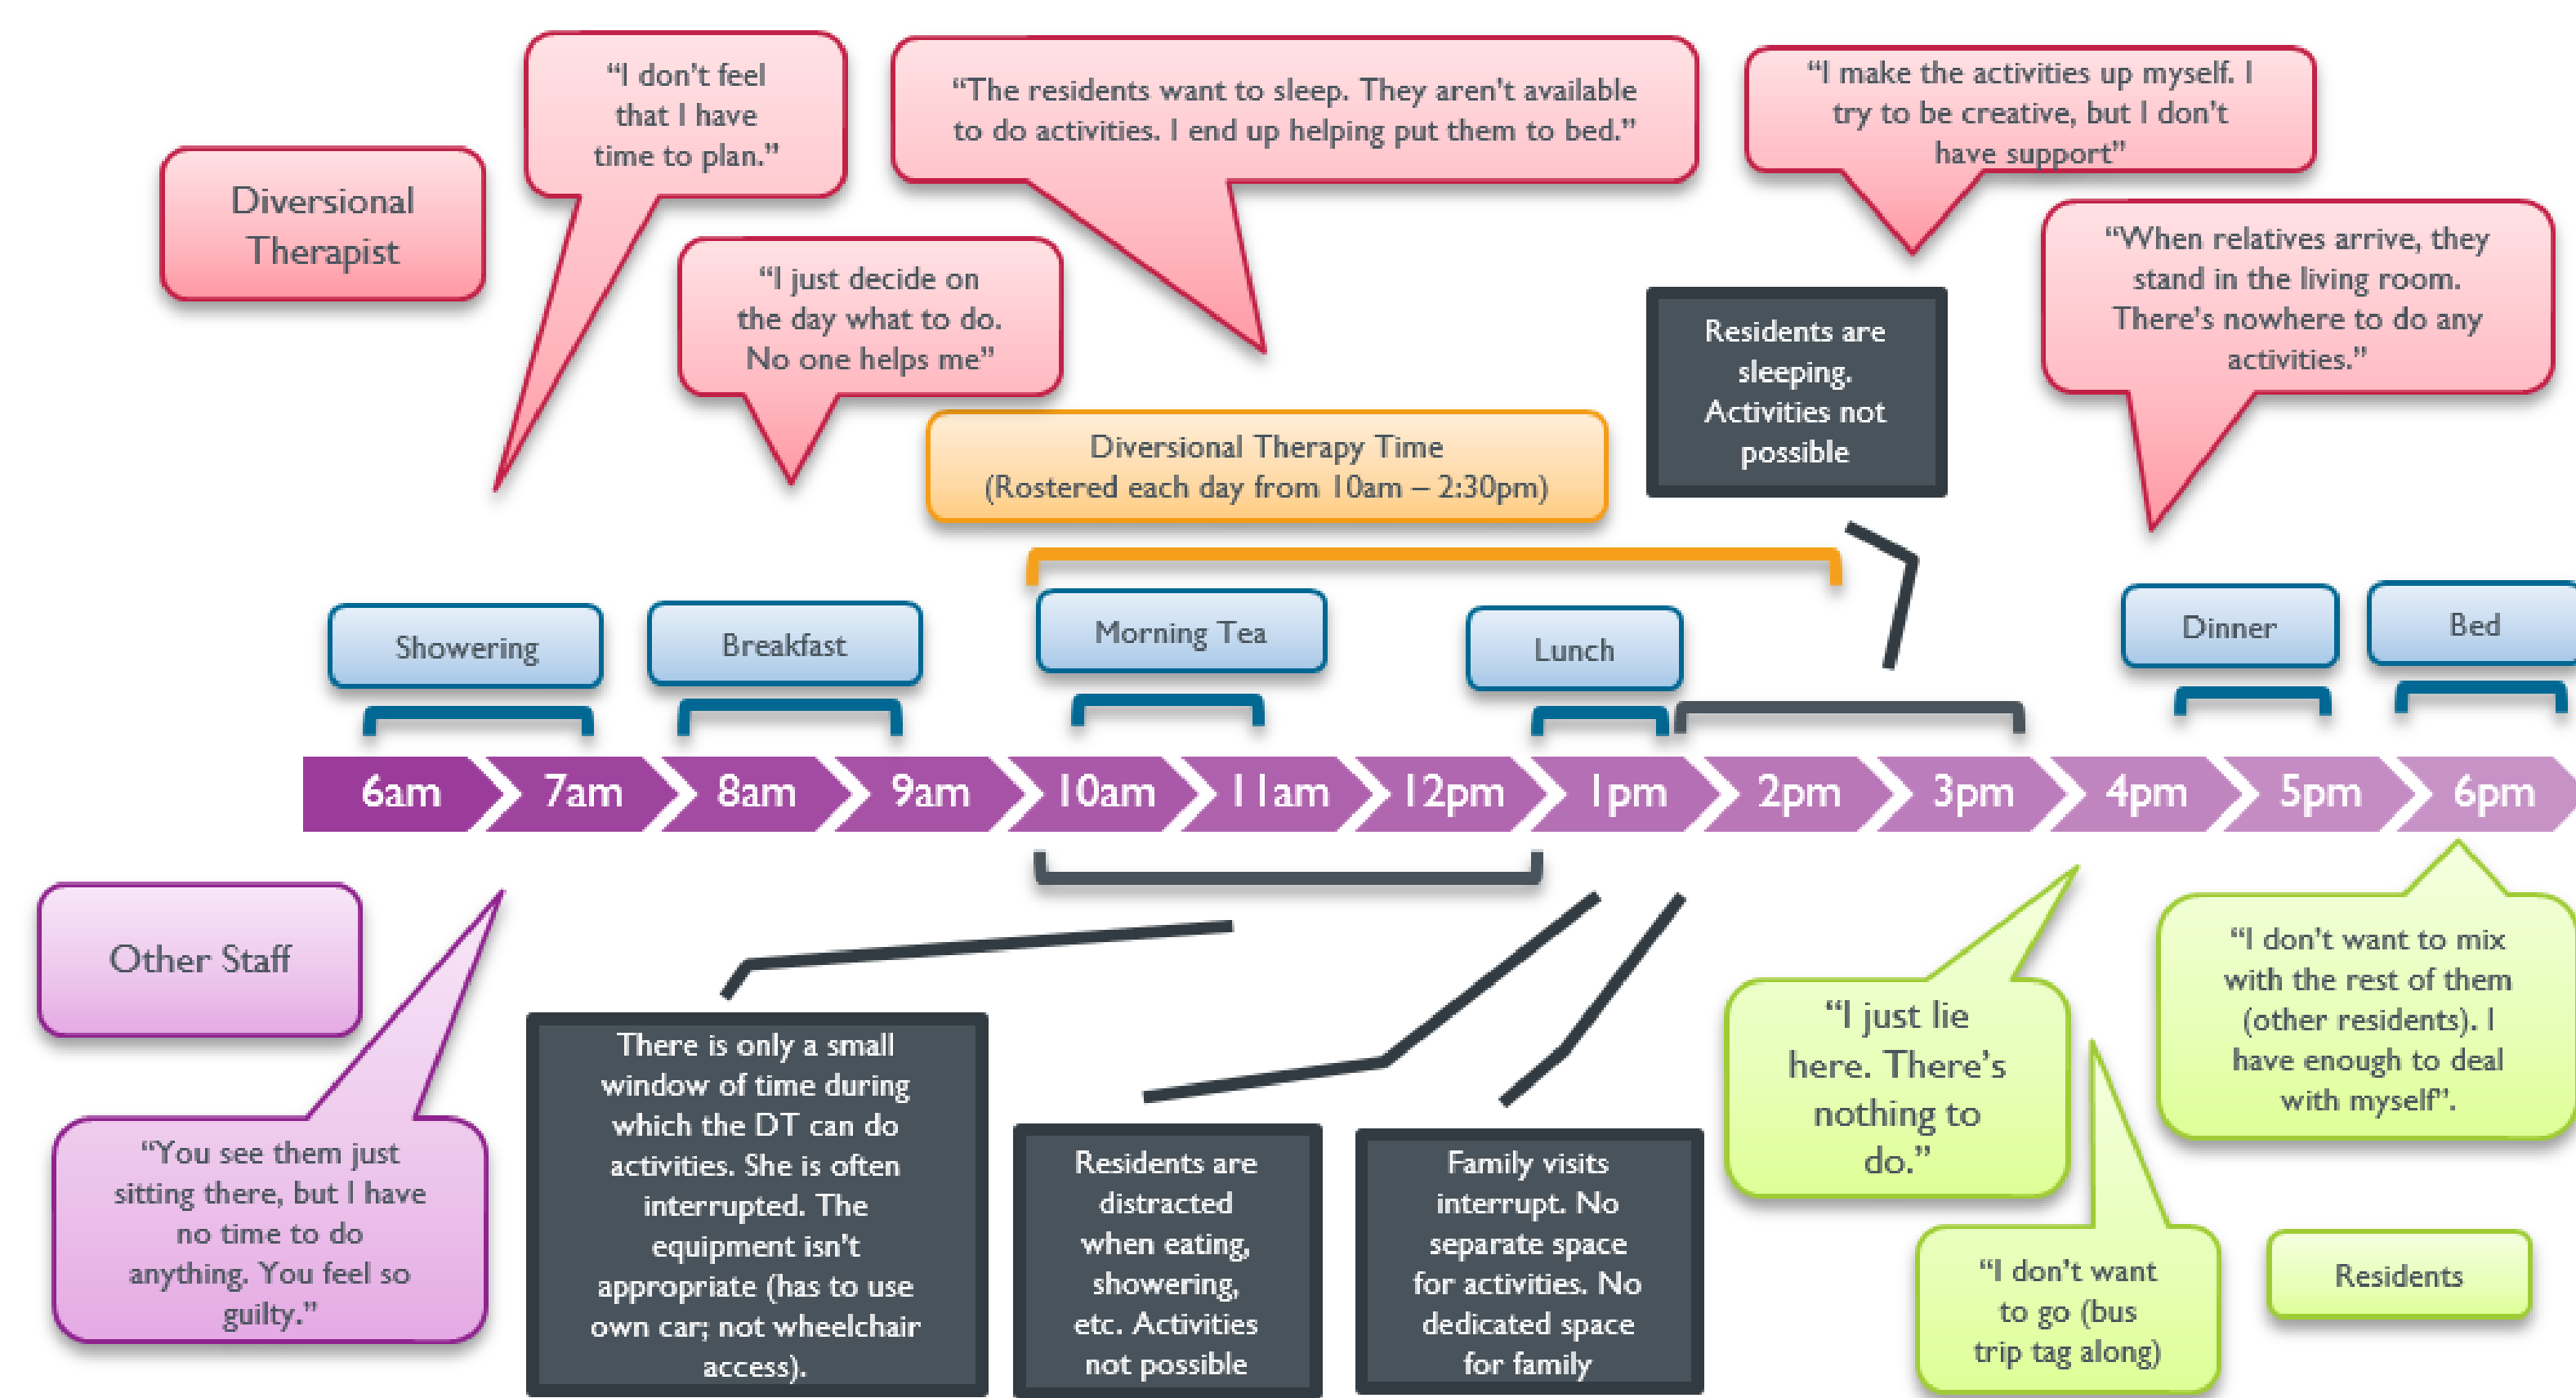 Diversional
Therapist
“I don’t feel
that I have
time to plan.”
“I just decide on
the day what to do.
No one helps me”
“The residents want to sleep. They aren’t available
to do activities. I end up helping put them to bed.”
“I make the activities up myself. I
try to be creative, but I don’t
have support”
“When relatives arrive, they
stand in the living room.
There’s nowhere to do any
activities.”
Residents are
sleeping.
Activities not
possible
Diversional Therapy Time
(Rostered each day from 10am – 2:30pm)
Showering
Breakfast
Morning Tea
Lunch
Dinner
Bed
6am
7am
8am
9am
10am
11am
12pm
1pm
2pm
3pm
4pm
5pm
6pm
Other Staff
“You see them just
sitting there, but I have
no time to do
anything. You feel so
guilty.”
There is only a small
window of time during
which the DT can do
activities. She is often
interrupted. The
equipment isn’t
appropriate (has to use
own car; not wheelchair
access).
Residents are
distracted
when eating,
showering,
etc. Activities
not possible
Family visits
interrupt. No
separate space
for activities. No
dedicated space
for family
“I just lie
here. There’s
nothing to
do.”
“I don’t want to mix
with the rest of them
(other residents). I
have enough to deal
with myself”.
“I don’t want
to go (bus
trip tag along)
Residents